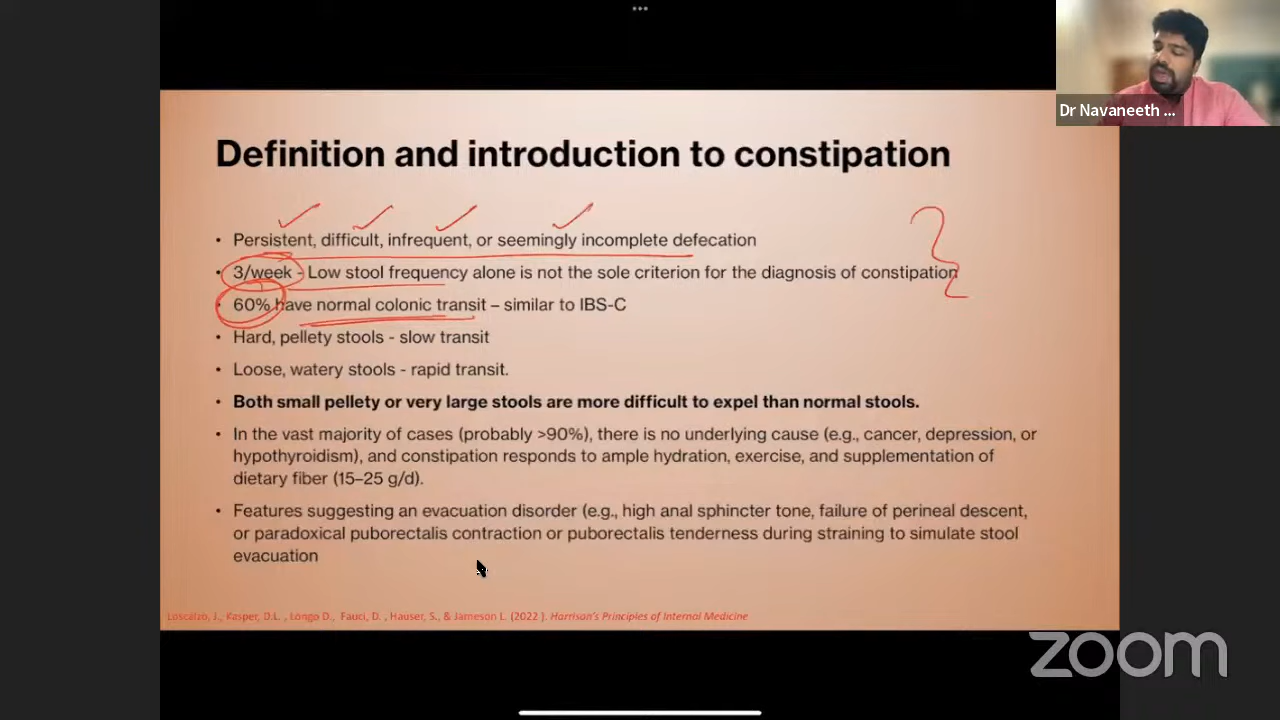 Dr Navaneeth ...
Definition and introduction to constipation
• Persistent, difficult, infrequent, or seemingly incomplete defecation
• 3/week - Low stool frequency alone is not the sole criterion for the diagnosis of constipation
• 60% have normal colonic transit – similar to IBS-C
• Hard, pellety stools - slow transit
• Loose, watery stools - rapid transit.
• Both small pellety or very large stools are more difficult to expel than normal stools.
• In the vast majority of cases (probably >90%), there is no underlying cause (e.g., cancer, depression, or
hypothyroidism), and constipation responds to ample hydration, exercise, and supplementation of
dietary fiber (15–25 g/d).
• Features suggesting an evacuation disorder (e.g., high anal sphincter tone, failure of perineal descent,
or paradoxical puborectalis contraction or puborectalis tenderness during straining to simulate stool
evacuation
Loscalzo, J., Kasper, D.L. , Longo D., Fauci, D. , Hauser, S., & Jameson L. (2022 ). Harrison's Principles of Internal Medicine
zoom